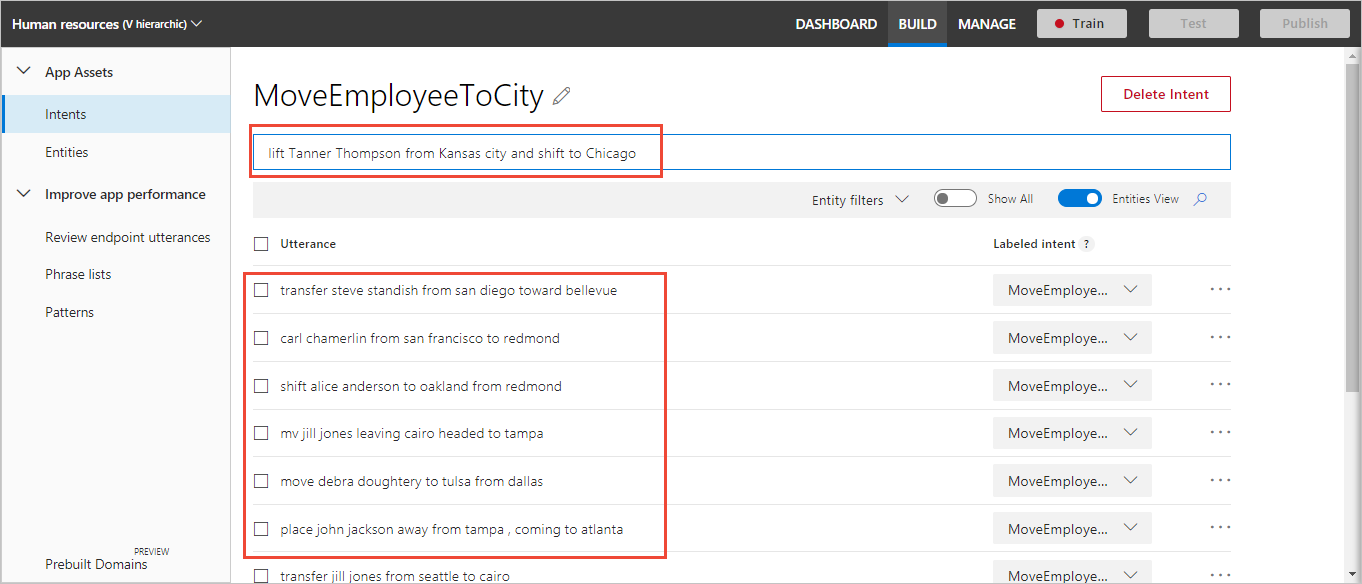 Human resources (V hierarchic)
DASHBOARD BUILD MANAGE Train Test Publish
App Assets
Intents
Entities
Improve app performance
Review endpoint utterances
Phrase lists
Patterns
PREVIEW
Prebuilt Domains
MoveEmployeeToCity
Delete Intent
lift Tanner Thompson from Kansas city and shift to Chicago
Entity filters Show All Entities View
Utterance Labeled intent ?
transfer steve standish from san diego toward bellevue MoveEmploye... ...
carl chamerlin from san francisco to redmond MoveEmploye... ...
shift alice anderson to oakland from redmond MoveEmploye... ...
mv jill jones leaving cairo headed to tampa MoveEmploye... ...
move debra doughtery to tulsa from dallas MoveEmploye... ...
place john jackson away from tampa , coming to atlanta MoveEmploye... ...
transfer jill jones from seattle to cairo MoveEmploye... ...